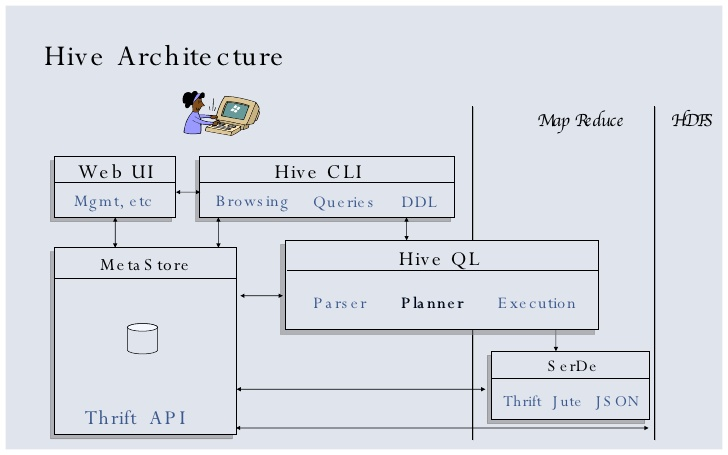 Hive Architecture
Map Reduce HDFS
Web UI
Mgmt, etc
Hive CLI
Browsing Queries DDL
MetaStore
Thrift API
Hive QL
Parser Planner Execution
SerDe
Thrift Jute JSON